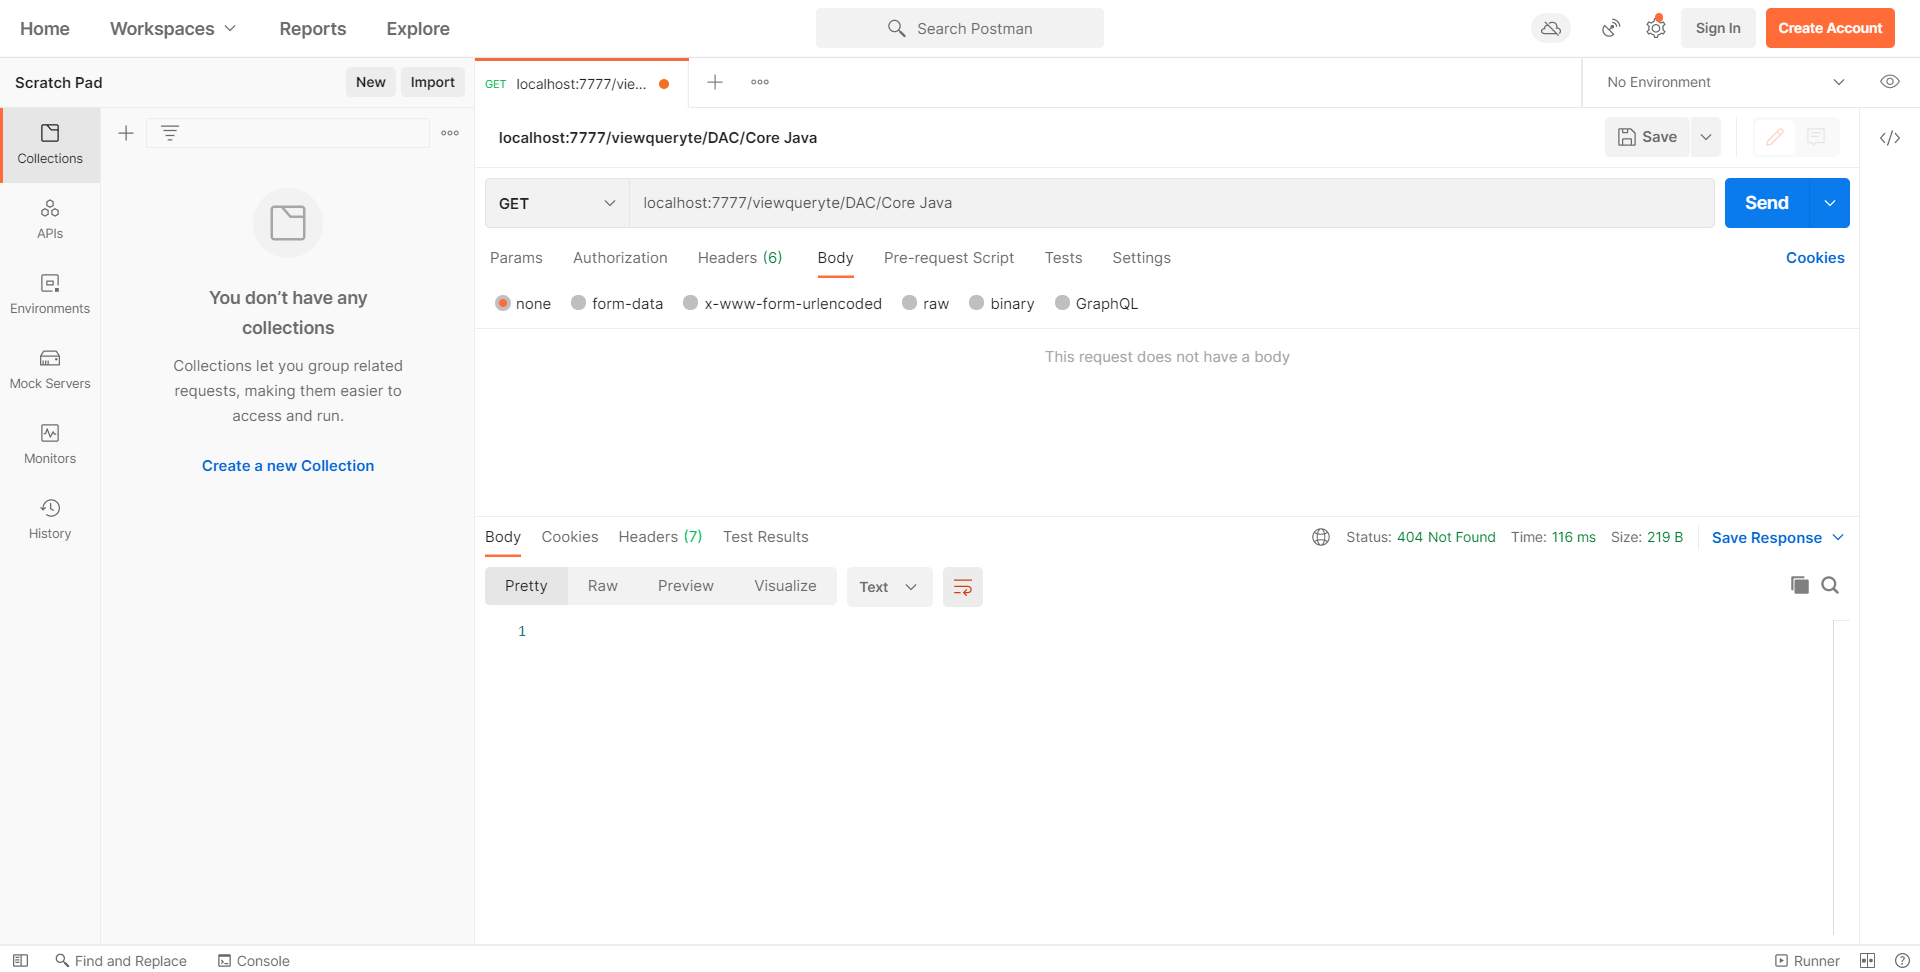 Home Workspaces Reports Explore Search Postman Sign In Create Account
Scratch Pad New Import GET localhost:7777/vie... No Environment
localhost:7777/viewqueryte/DAC/Core Java Save
Collections
GET localhost:7777/viewqueryte/DAC/Core Java Send
APIs
Params Authorization Headers (6) Body Pre-request Script Tests Settings Cookies
Environments
You don't have any
collections
none form-data x-www-form-urlencoded raw binary GraphQL
This request does not have a body
Mock Servers
Collections let you group related
requests, making them easier to
access and run.
Monitors
Create a new Collection
History
Body Cookies Headers (7) Test Results Status: 404 Not Found Time: 116 ms Size: 219 B Save Response
Pretty Raw Preview Visualize Text
1
Find and Replace Console Runner